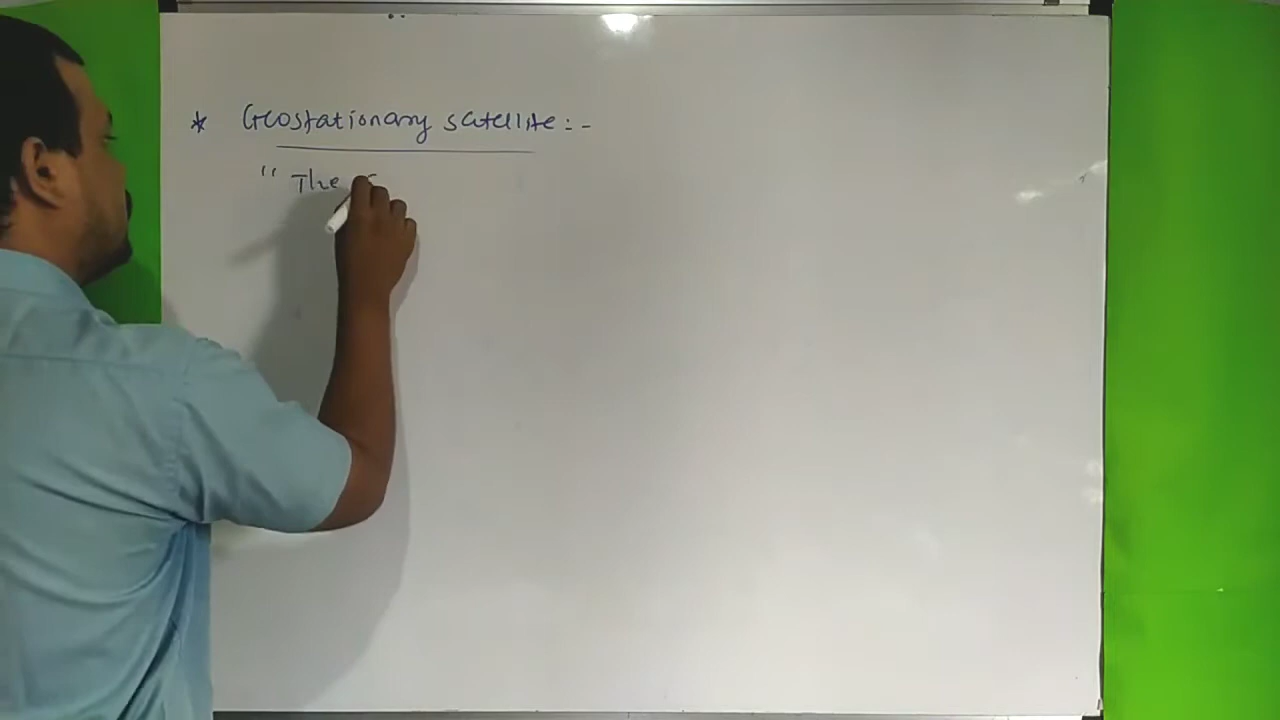 * Geostationary satellite:-
" The